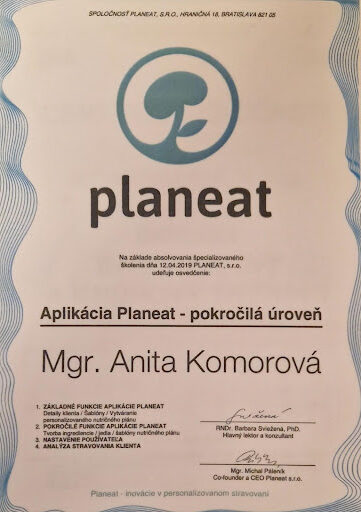 SPOLOČNOSŤ PLANEAT, S.R.O., HRANIČNÁ 18, BRATISLAVA 821 05
planeat
Na základe absolvovania špecializovaného
školenia dňa 12.04.2019 PLANEAT, s.r.o.
udeľuje osvedčenie:
Aplikácia Planeat - pokročilá úroveň
Mgr. Anita Komorová
1. ZÁKLADNÉ FUNKCIE APLIKÁCIE PLANEAT
Detaily klienta / Šablóny / Vytváranie
personalizovaného nutričného plánu
2. POKROČILÉ FUNKCIE APLIKÁCIE PLANEAT
Tvorba ingrediencie / jedla / šablóny nutričného plánu
3. NASTAVENIE POUŽÍVATEĽA
4. ANALÝZA STRAVOVANIA KLIENTA
RNDr. Barbara Sviežená, PhD.
Hlavný lektor a konzultant
Mgr. Michal Páleník
Co-founder a CEO Planeat s.r.o.
Planeat - inovácie v personalizovanom stravovaní